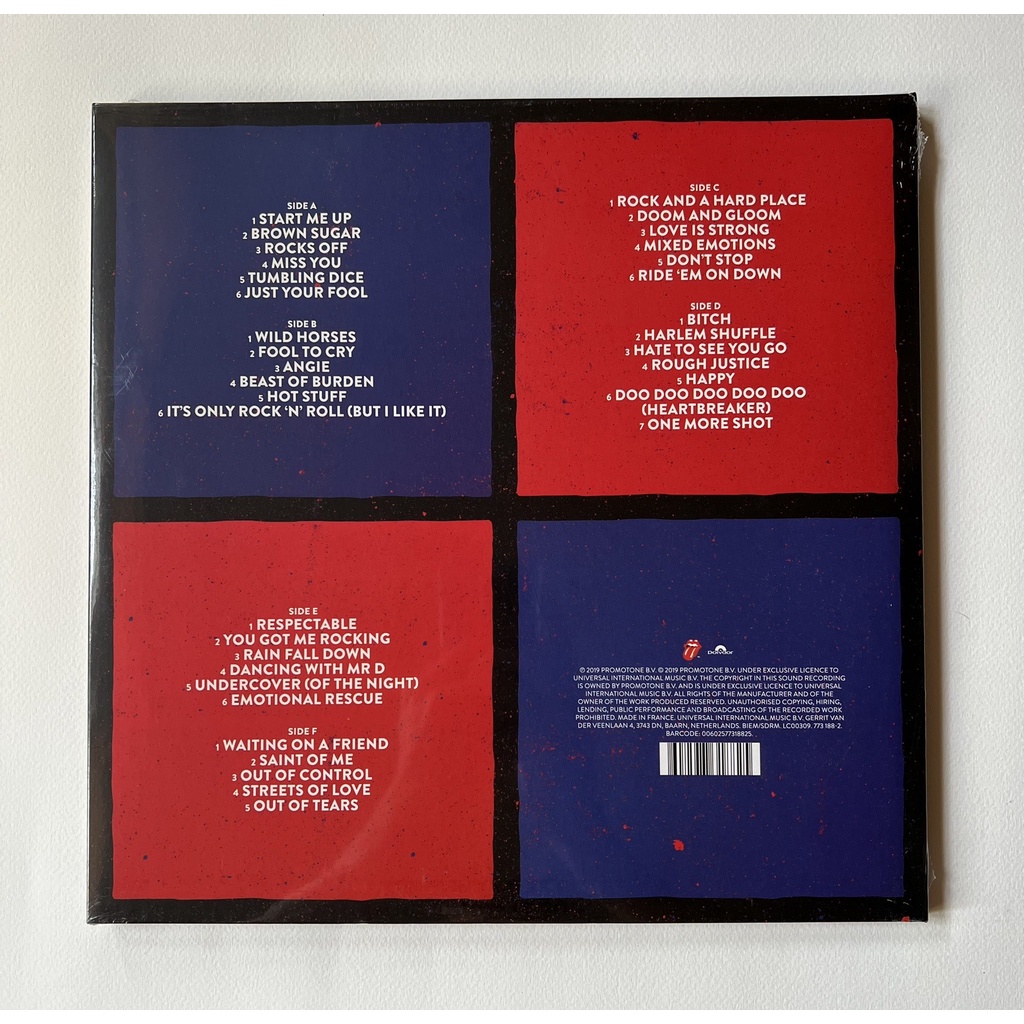 SIDE A
1 START ME UP
2 BROWN SUGAR
3 ROCKS OFF
4 MISS YOU
5 TUMBLING DICE
6 JUST YOUR FOOL
SIDE B
1 WILD HORSES
2 FOOL TO CRY
3 ANGIE
4 BEAST OF BURDEN
5 HOT STUFF
6 IT'S ONLY ROCK 'N' ROLL (BUT I LIKE IT)
SIDE C
1 ROCK AND A HARD PLACE
2 DOOM AND GLOOM
3 LOVE IS STRONG
4 MIXED EMOTIONS
5 DON'T STOP
6 RIDE 'EM ON DOWN
SIDE D
1 BITCH
2 HARLEM SHUFFLE
3 HATE TO SEE YOU GO
4 ROUGH JUSTICE
5 HAPPY
6 DOO DOO DOO DOO DOO
(HEARTBREAKER)
7 ONE MORE SHOT
SIDE E
1 RESPECTABLE
2 YOU GOT ME ROCKING
3 RAIN FALL DOWN
4 DANCING WITH MR D
5 UNDERCOVER (OF THE NIGHT)
6 EMOTIONAL RESCUE
SIDE F
1 WAITING ON A FRIEND
2 SAINT OF ME
3 OUT OF CONTROL
4 STREETS OF LOVE
5 OUT OF TEARS
Polydor
℗ 2019 PROMOTONE B.V. © 2019 PROMOTONE B.V. UNDER EXCLUSIVE LICENCE TO
UNIVERSAL INTERNATIONAL MUSIC B.V. THE COPYRIGHT IN THIS SOUND RECORDING
IS OWNED BY PROMOTONE B.V. AND IS UNDER EXCLUSIVE LICENCE TO UNIVERSAL
INTERNATIONAL MUSIC B.V. ALL RIGHTS OF THE MANUFACTURER AND OF THE
OWNER OF THE WORK PRODUCED RESERVED. UNAUTHORISED COPYING, HIRING,
LENDING, PUBLIC PERFORMANCE AND BROADCASTING OF THE RECORDED WORK
PROHIBITED. MADE IN FRANCE. UNIVERSAL INTERNATIONAL MUSIC B.V. GERRIT VAN
DER VEENLAAN 4, 3743 DN, BAARN, NETHERLANDS. BIEM/SDRM. LC00309. 773 188-2.
BARCODE: 00602577318825.